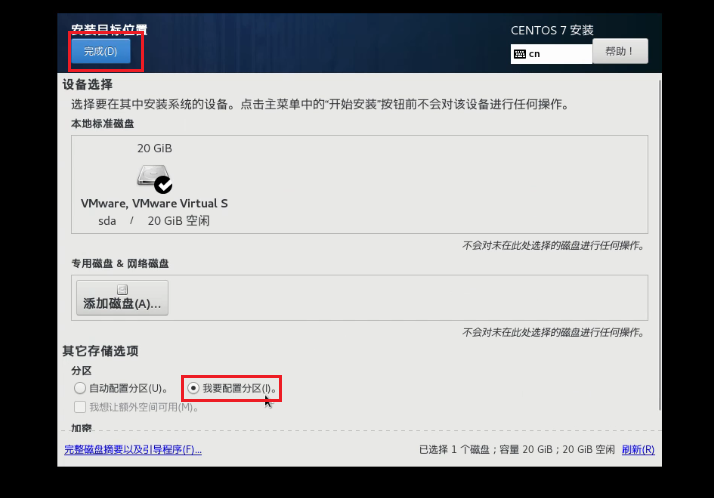 安装目标位置
CENTOS 7 安装
完成(D)
cn
帮助！
设备选择
选择要在其中安装系统的设备。点击主菜单中的“开始安装”按钮前不会对该设备进行任何操作。
本地标准磁盘
20 GiB
VMware, VMware Virtual S
sda / 20 GiB 空闲
不会对未在此处选择的磁盘进行任何操作。
专用磁盘 & 网络磁盘
添加磁盘(A)...
不会对未在此处选择的磁盘进行任何操作。
其它存储选项
分区
自动配置分区(U)。 我要配置分区(I)。
我想让额外空间可用(M)。
加密
完整磁盘摘要以及引导程序(F)...
已选择 1 个磁盘；容量 20 GiB；20 GiB 空闲 刷新(R)